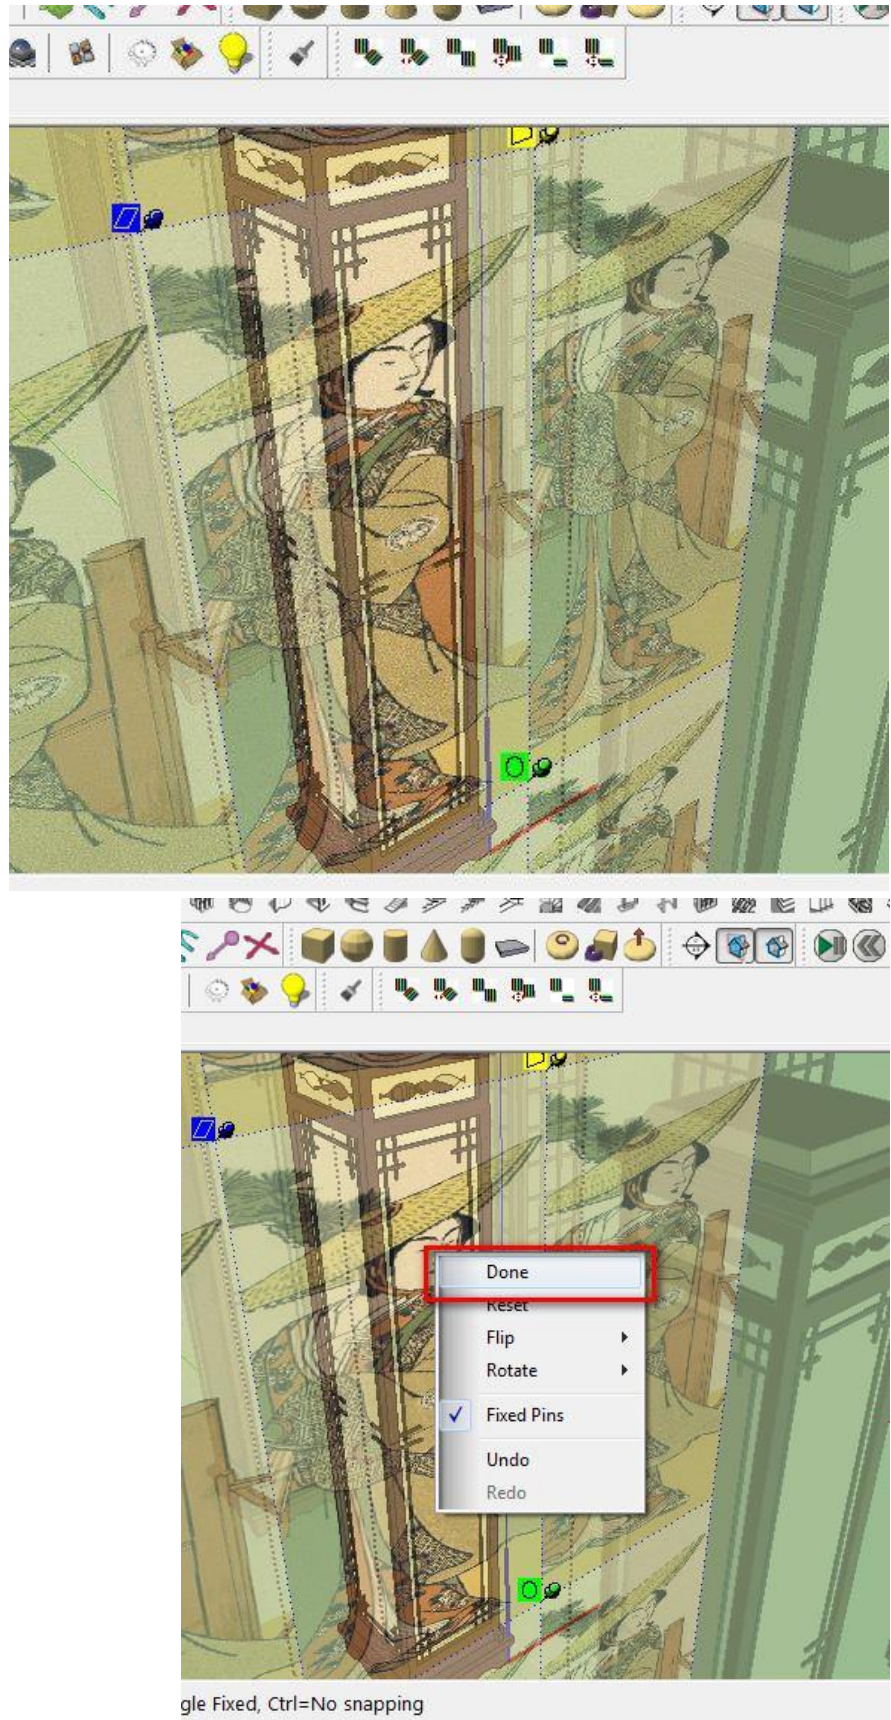 Done
Reset
Flip
Rotate
Fixed Pins
Undo
Redo
gle Fixed, Ctrl=No snapping